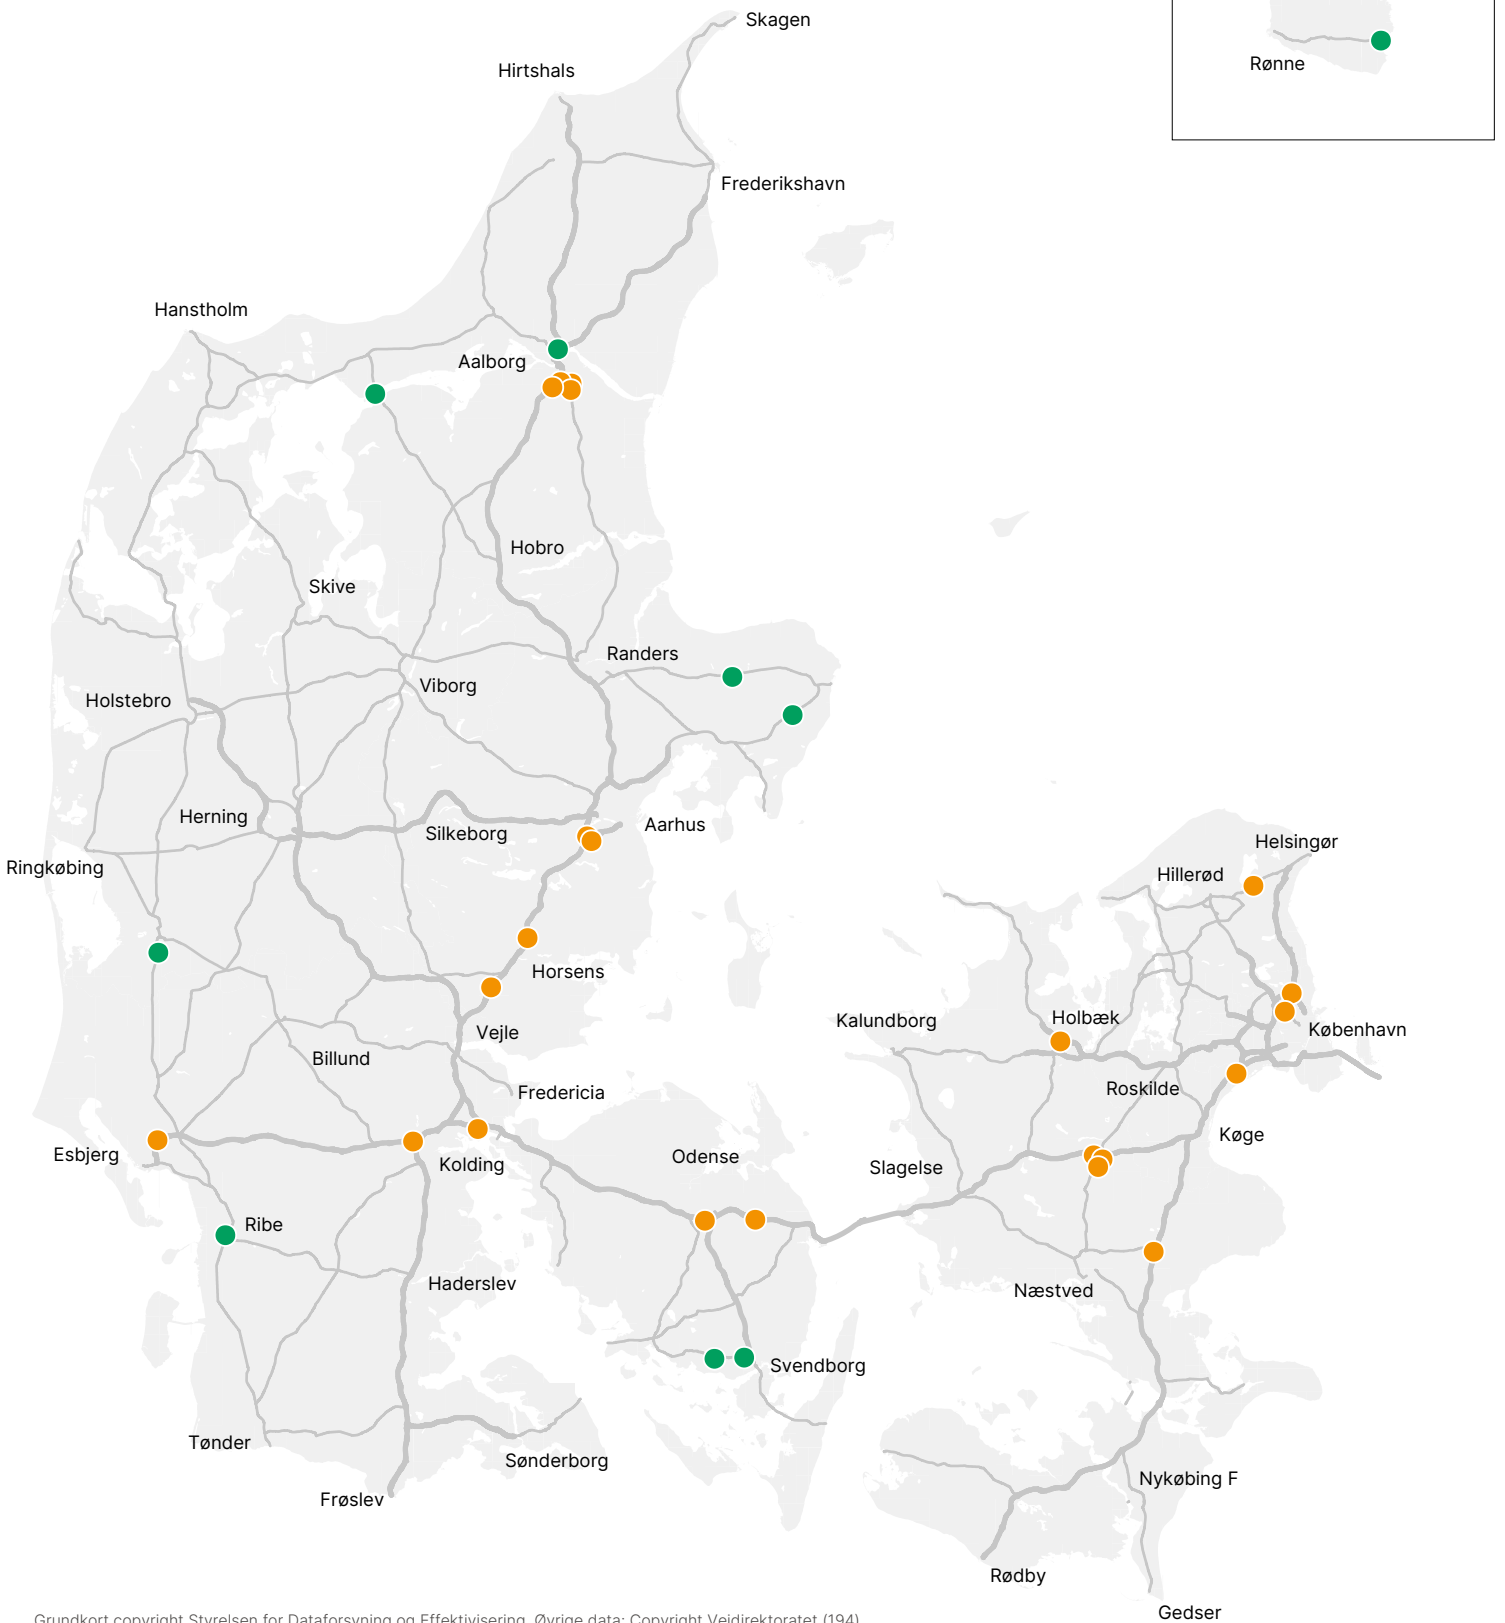 Skagen
Rønne
Hirtshals
Frederikshavn
Hanstholm
Aalborg
Hobro
Skive
Randers
Viborg
Holstebro
Herning
Silkeborg
Aarhus
Helsingør
Ringkøbing
Hillerød
Horsens
Kalundborg
Holbæk
København
Vejle
Billund
Fredericia
Roskilde
Køge
Esbjerg
Odense
Kolding
Slagelse
Ribe
Haderslev
Næstved
Svendborg
Tønder
Sønderborg
Nykøbing F
Frøslev
Rødby
Gedser
Grundkort copyright Styrelsen for Dataforsyning og Effektivisering. Øvrige data: Copyright Vejdirektoratet (194)